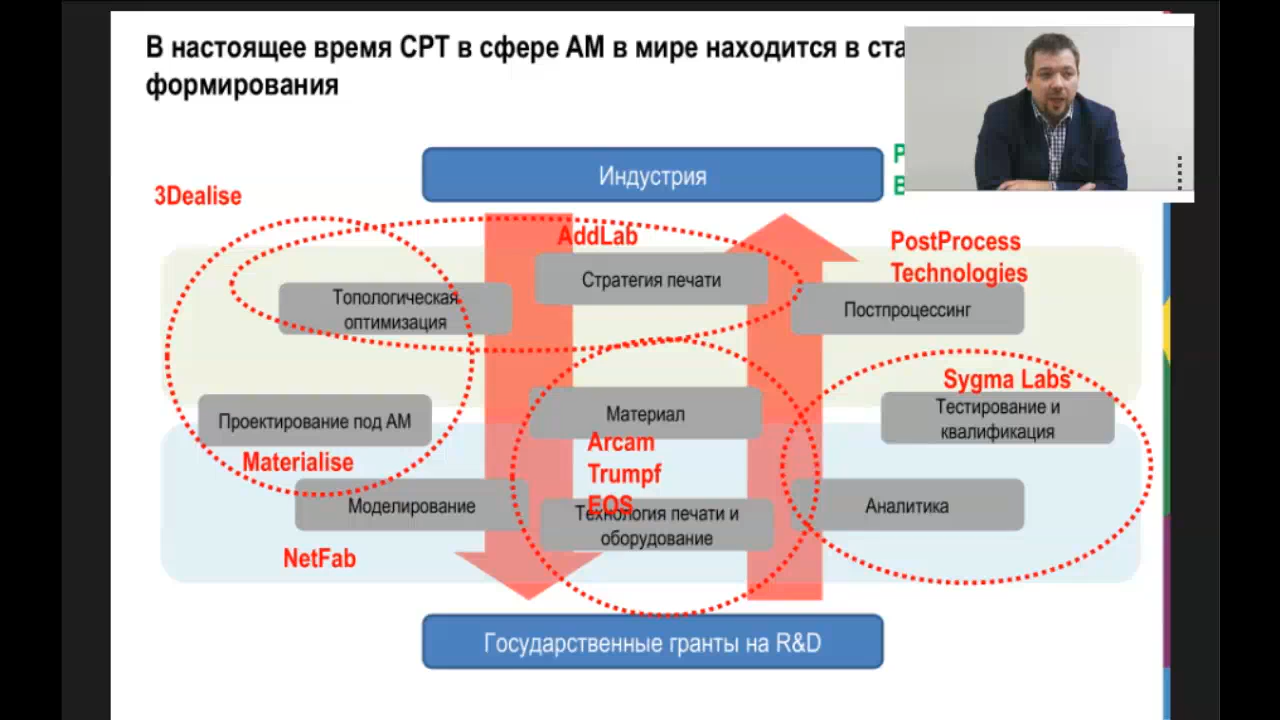 В настоящее время СРТ в сфере АМ в мире находится в
формирования
Индустрия
3Dealise
AddLab
Стратегия печати
PostProcess
Technologies
Топологическая
оптимизация
Постпроцессинг
Sygma Labs
Тестирование и
квалификация
Проектирование под АМ
Материал
Materialise
Arcam
Trumpf
EOS
Моделирование
Технология печати и
оборудование
Аналитика
NetFab
Государственные гранты на R&D